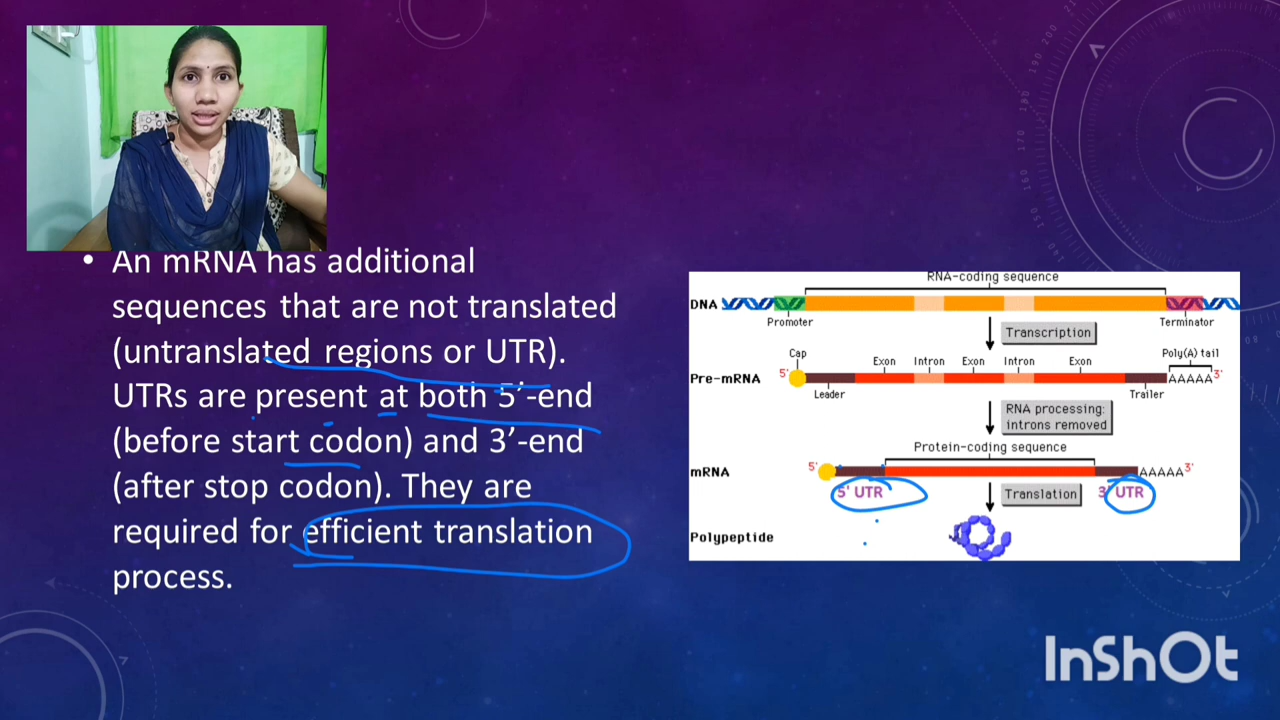 • An mRNA has additional
sequences that are not translated
(untranslated regions or UTR).
UTRs are present at both 5’-end
(before start codon) and 3’-end
(after stop codon). They are
required for efficient translation
process.
RNA-coding sequence
DNA
Promoter
Terminator
Transcription
Cap
Exon Intron Exon Intron Exon
Poly(A) tail
Pre-mRNA
5'
AAAAA 3'
Leader
Trailer
RNA processing:
introns removed
Protein-coding sequence
mRNA
5'
AAAAA 3'
5' UTR
Translation
3' UTR
Polypeptide
InShOt